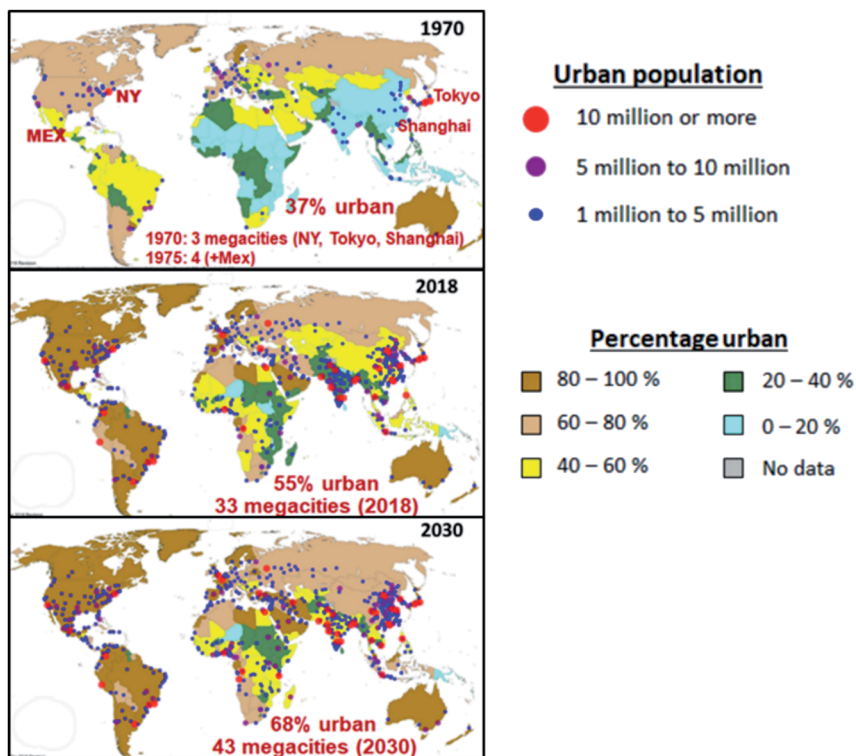 1970
NY
Tokyo
Shanghai
MEX
37% urban
1970: 3 megacities (NY, Tokyo, Shanghai)
1975: 4 (+Mex)
2018
55% urban
33 megacities (2018)
2030
68% urban
43 megacities (2030)
Urban population
10 million or more
5 million to 10 million
1 million to 5 million
Percentage urban
80 – 100 %
20 – 40 %
60 – 80 %
0 – 20 %
40 – 60 %
No data